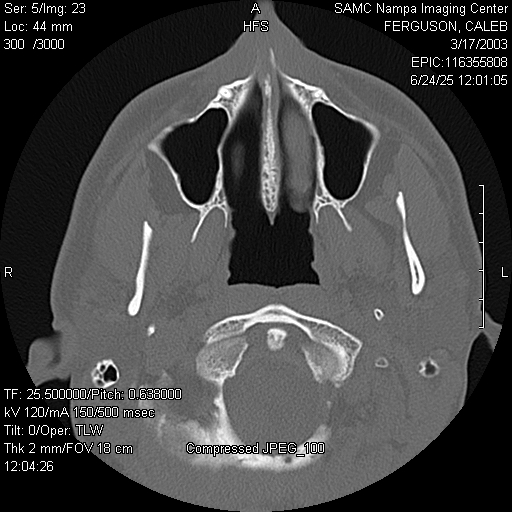 Ser: 5/Img: 23
Loc: 44 mm
300 /3000
A
HFS
SAMC Nampa Imaging Center
FERGUSON, CALEB
3/17/2003
EPIC:116355808
6/24/25 12:01:05
R
L
TF: 25.500000/Pitch: 0.638000
kV 120/mA 150/500 msec
Tilt: 0/Oper: TLW
Thk 2 mm/FOV 18 cm
12:04:26
Compressed JPEG_100